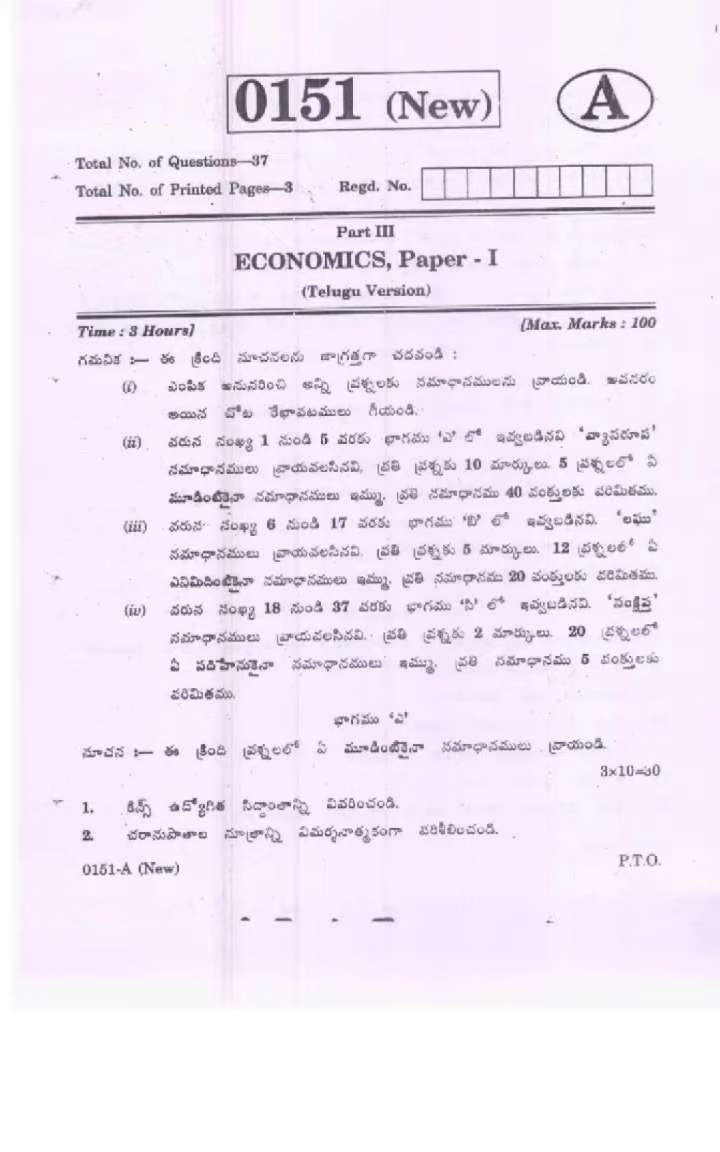 0151 (New)
A
Total No. of Questions—37
Total No. of Printed Pages—3 Regd. No.
Part III
ECONOMICS, Paper - I
(Telugu Version)
Time : 3 Hours] [Max. Marks : 100
గమనిక :— ఈ క్రింది సూచనలను జాగ్రత్తగా చదవండి :
(i) ఎంపిక అనుసరించి అన్ని ప్రశ్నలకు సమాధానములను వ్రాయండి. అవసరం
అయిన చోట రేఖాపటములు గీయండి.
(ii) వరుస సంఖ్య 1 నుండి 5 వరకు భాగము ‘ఎ’ లో ఇవ్వబడినవి ‘వ్యాసరూప’
సమాధానములు వ్రాయవలసినవి. ప్రతి ప్రశ్నకు 10 మార్కులు. 5 ప్రశ్నలలో ఏ
మూడింటికైనా సమాధానములు ఇమ్ము. ప్రతి సమాధానము 40 పంక్తులకు పరిమితము.
(iii) వరుస సంఖ్య 6 నుండి 17 వరకు భాగము ‘బి’ లో ఇవ్వబడినవి. ‘లఘు’
సమాధానములు వ్రాయవలసినవి. ప్రతి ప్రశ్నకు 5 మార్కులు. 12 ప్రశ్నలలో ఏ
ఎనిమిదింటికైనా సమాధానములు ఇమ్ము. ప్రతి సమాధానము 20 పంక్తులకు పరిమితము.
(iv) వరుస సంఖ్య 18 నుండి 37 వరకు భాగము ‘సి’ లో ఇవ్వబడినవి. ‘సంక్షిప్త’
సమాధానములు వ్రాయవలసినవి. ప్రతి ప్రశ్నకు 2 మార్కులు. 20 ప్రశ్నలలో
ఏ పదిహేనుకైనా సమాధానములు ఇమ్ము. ప్రతి సమాధానము 5 పంక్తులకు
పరిమితము.
భాగము ‘ఎ’
సూచన :— ఈ క్రింది ప్రశ్నలలో ఏ మూడింటికైనా సమాధానములు వ్రాయండి.
3×10=30
1. కీన్స్ ఉద్యోగిత సిద్ధాంతాన్ని వివరించండి.
2. చరానుపాతాల సూత్రాన్ని విమర్శనాత్మకంగా పరిశీలించండి.
0151-A (New) P.T.O.